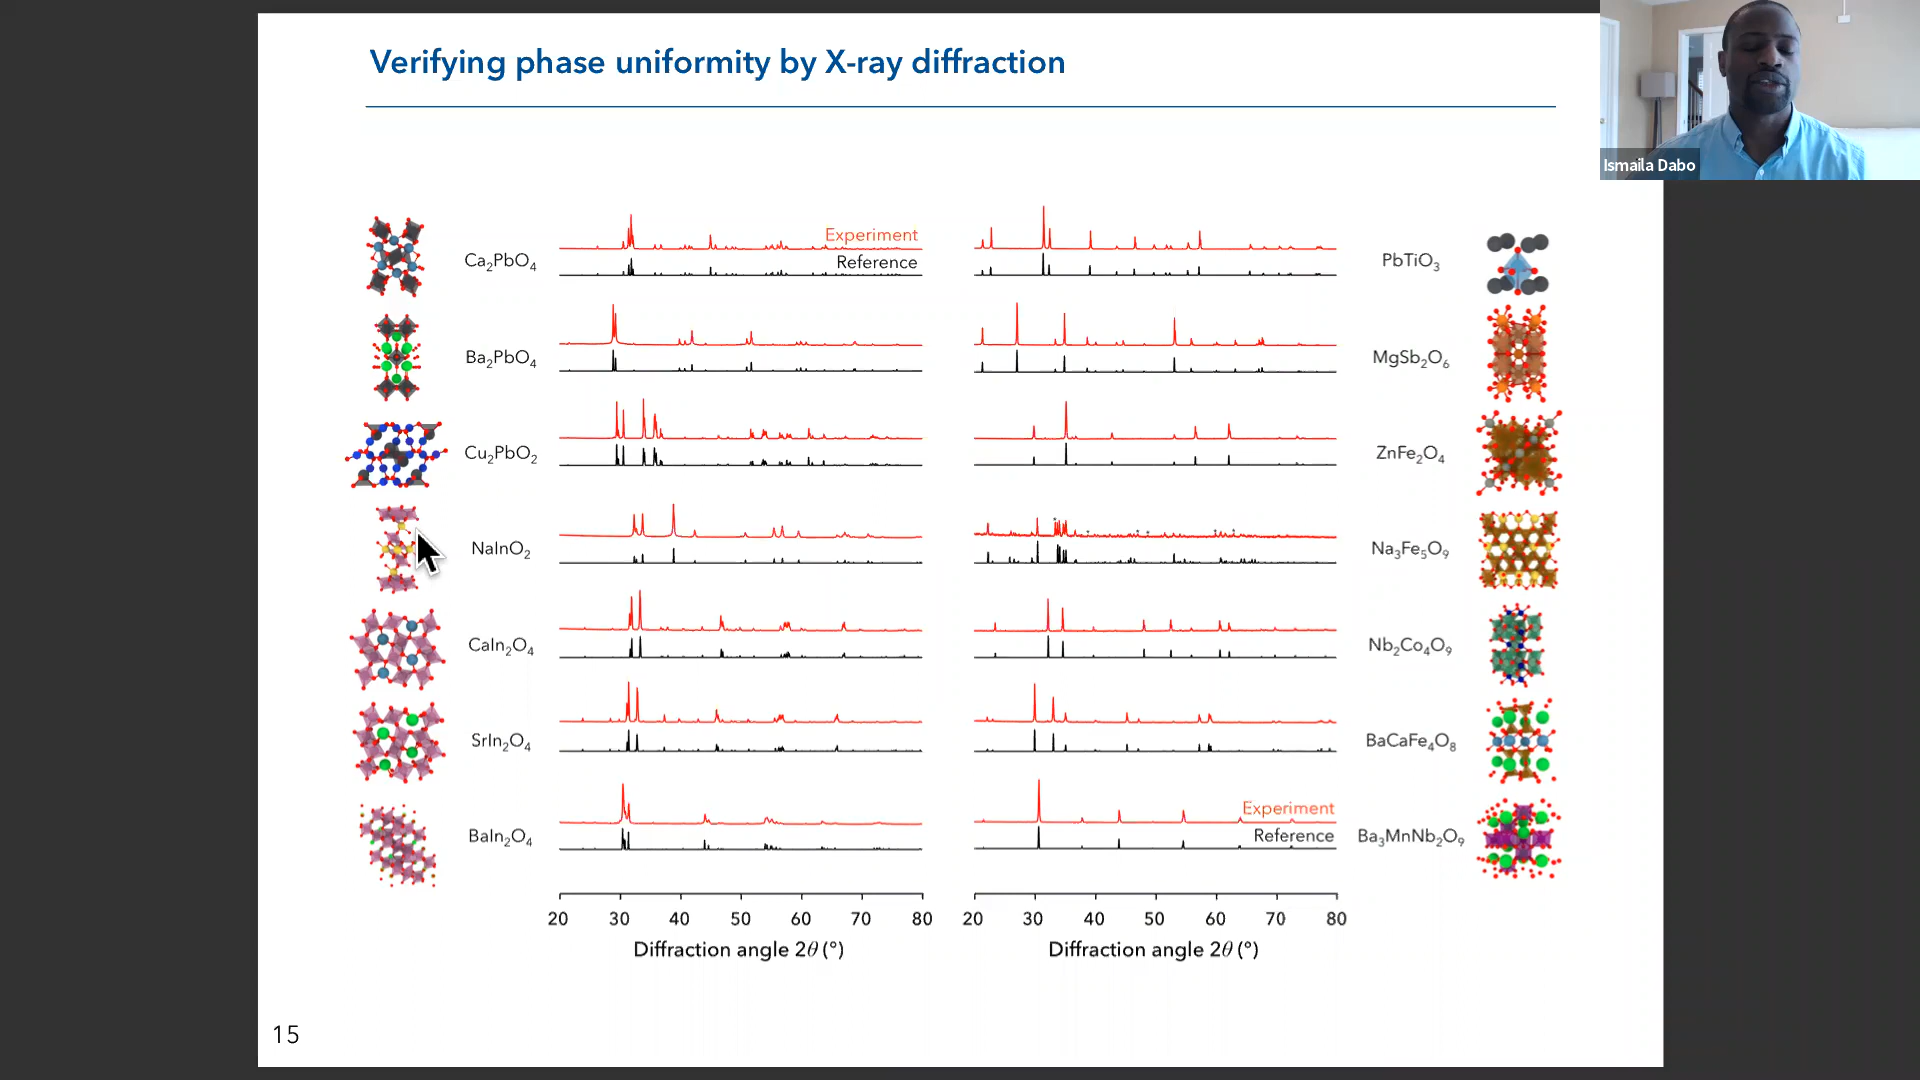 Verifying phase uniformity by X-ray diffraction
Ismaila Dabo
Ca₂PbO₄
Experiment
Reference
PbTiO₃
Ba₂PbO₄
MgSb₂O₆
Cu₂PbO₂
ZnFe₂O₄
NaInO₂
Na₃Fe₅O₉
CaIn₂O₄
Nb₂Co₄O₉
SrIn₂O₄
BaCaFe₄O₈
BaIn₂O₄
Experiment
Reference
Ba₃MnNb₂O₉
20 30 40 50 60 70 80
20 30 40 50 60 70 80
Diffraction angle 2θ (°)
Diffraction angle 2θ (°)
15